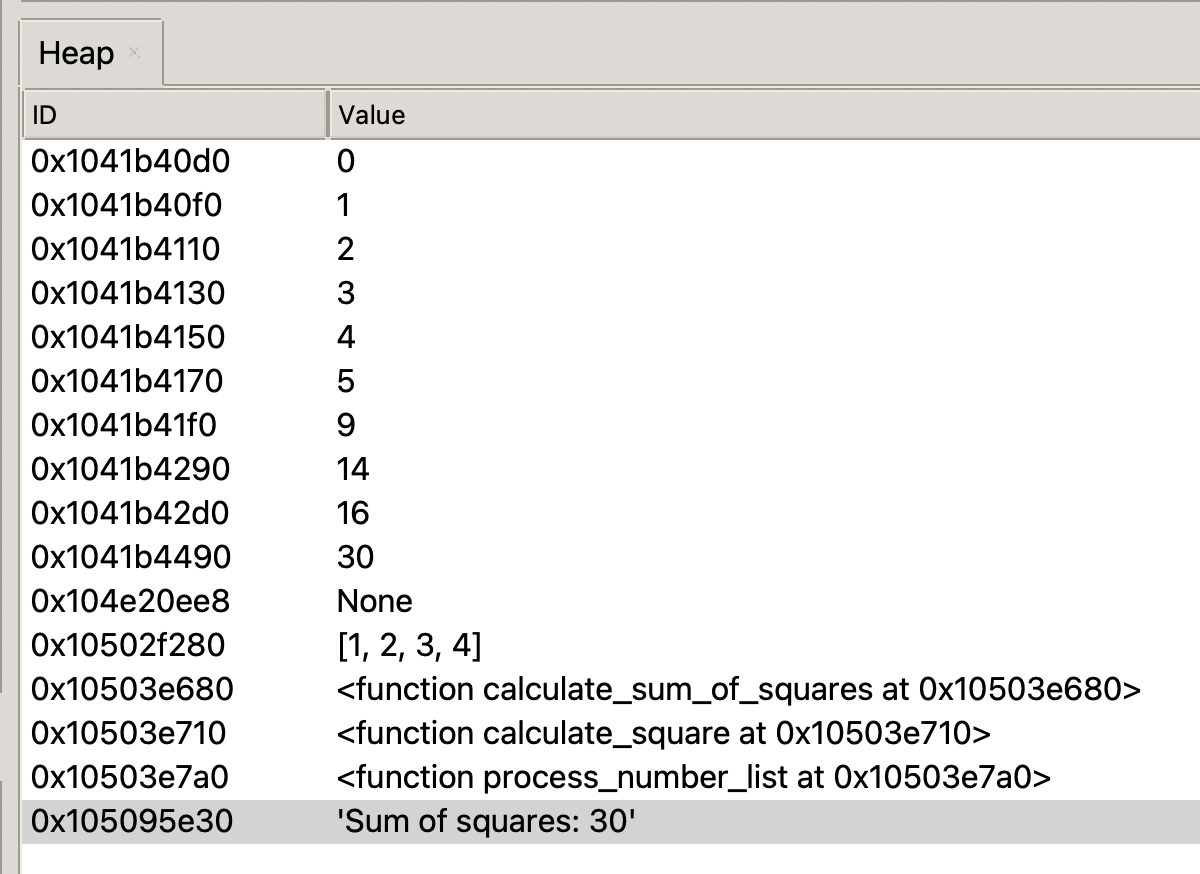 Heap
ID Value
0x1041b40d0 0
0x1041b40f0 1
0x1041b4110 2
0x1041b4130 3
0x1041b4150 4
0x1041b4170 5
0x1041b41f0 9
0x1041b4290 14
0x1041b42d0 16
0x1041b4490 30
0x104e20ee8 None
0x10502f280 [1, 2, 3, 4]
0x10503e680 <function calculate_sum_of_squares at 0x10503e680>
0x10503e710 <function calculate_square at 0x10503e710>
0x10503e7a0 <function process_number_list at 0x10503e7a0>
0x105095e30 'Sum of squares: 30'